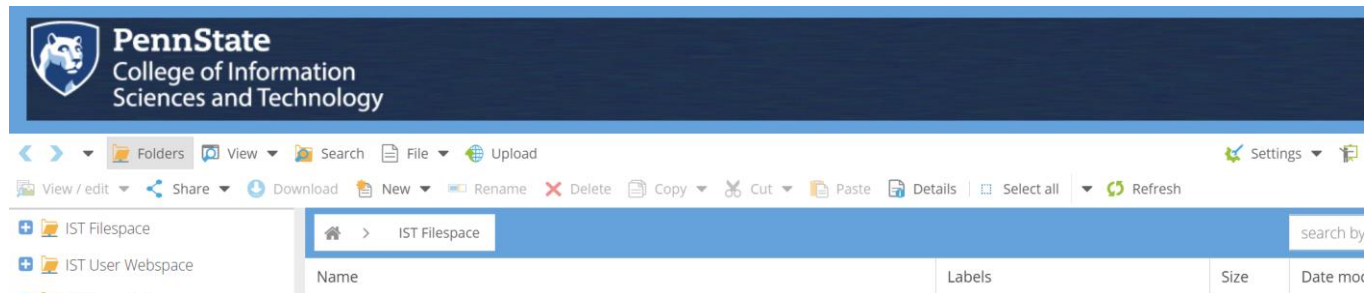 PennState
College of Information
Sciences and Technology
Folders View Search File Upload Settings
View / edit Share Download New Rename Delete Copy Cut Paste Details Select all Refresh
IST Filespace
IST User Webspace
> IST Filespace search by
Name Labels Size Date mod